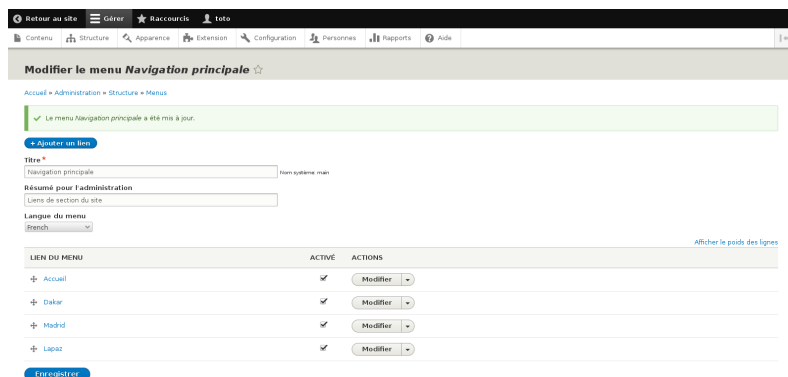 Retour au site Gérer Raccourcis toto
Contenu Structure Apparence Extension Configuration Personnes Rapports Aide
Modifier le menu Navigation principale
Accueil » Administration » Structure » Menus
Le menu Navigation principale a été mis à jour.
+ Ajouter un lien
Titre *
Navigation principale Nom système: main
Résumé pour l'administration
Liens de section du site
Langue du menu
French
Afficher le poids des lignes
LIEN DU MENU ACTIVÉ ACTIONS
Accueil Modifier
Dakar Modifier
Madrid Modifier
Lapaz Modifier
Enregistrer